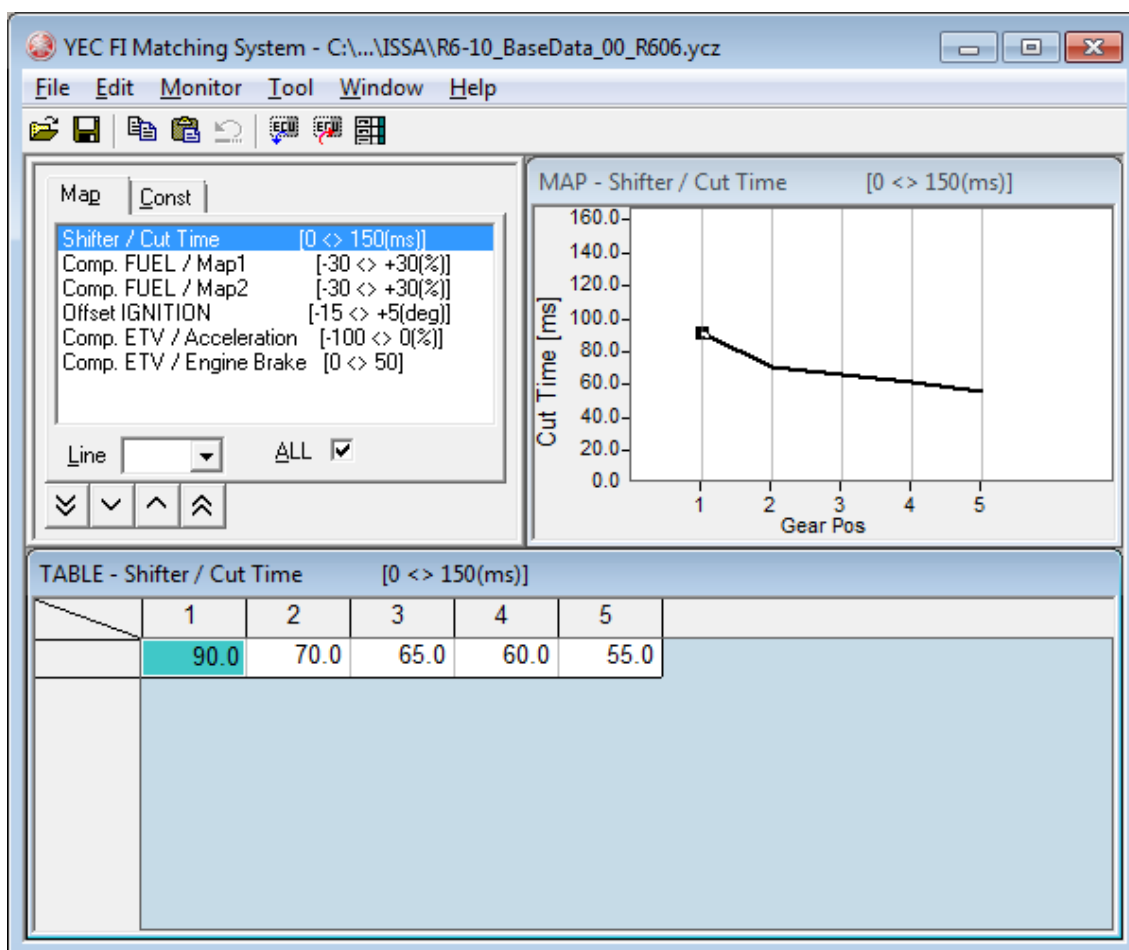 YEC FI Matching System - C:\...\ISSA\R6-10_BaseData_00_R606.ycz
File Edit Monitor Tool Window Help
ECU ECU
Map Const
Shifter / Cut Time [0 <> 150(ms)]
Comp. FUEL / Map1 [-30 <> +30(%)]
Comp. FUEL / Map2 [-30 <> +30(%)]
Offset IGNITION [-15 <> +5(deg)]
Comp. ETV / Acceleration [-100 <> 0(%)]
Comp. ETV / Engine Brake [0 <> 50]
Line ALL
MAP - Shifter / Cut Time [0 <> 150(ms)]
160.0
140.0
120.0
100.0
80.0
60.0
40.0
20.0
0.0
Cut Time [ms]
1 2 3 4 5
Gear Pos
TABLE - Shifter / Cut Time [0 <> 150(ms)]
1 2 3 4 5
90.0 70.0 65.0 60.0 55.0